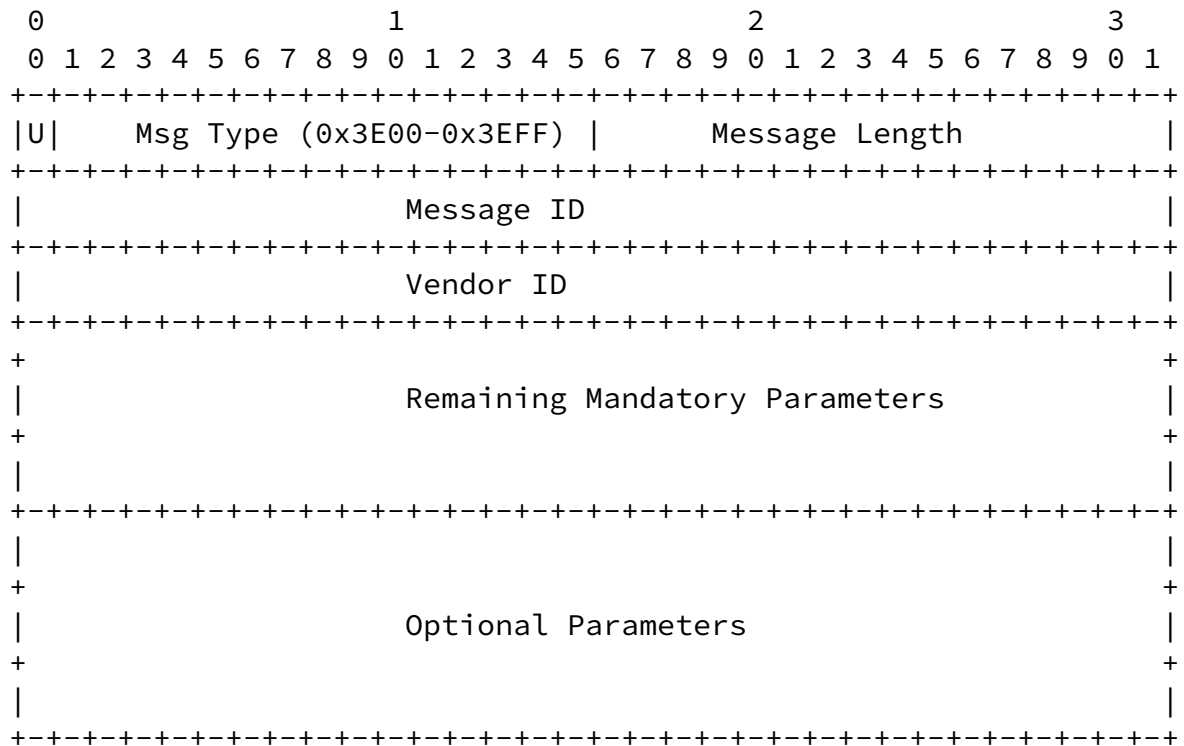 0                   1                   2                   3
 0 1 2 3 4 5 6 7 8 9 0 1 2 3 4 5 6 7 8 9 0 1 2 3 4 5 6 7 8 9 0 1
+-+-+-+-+-+-+-+-+-+-+-+-+-+-+-+-+-+-+-+-+-+-+-+-+-+-+-+-+-+-+-+-+
|U|    Msg Type (0x3E00-0x3EFF) |      Message Length           |
+-+-+-+-+-+-+-+-+-+-+-+-+-+-+-+-+-+-+-+-+-+-+-+-+-+-+-+-+-+-+-+-+
|                     Message ID                                |
+-+-+-+-+-+-+-+-+-+-+-+-+-+-+-+-+-+-+-+-+-+-+-+-+-+-+-+-+-+-+-+-+
|                     Vendor ID                                 |
+-+-+-+-+-+-+-+-+-+-+-+-+-+-+-+-+-+-+-+-+-+-+-+-+-+-+-+-+-+-+-+-+
+                                                               +
|                     Remaining Mandatory Parameters            |
+                                                               +
|                                                               |
+-+-+-+-+-+-+-+-+-+-+-+-+-+-+-+-+-+-+-+-+-+-+-+-+-+-+-+-+-+-+-+-+
|                                                               |
+                                                               +
|                     Optional Parameters                       |
+                                                               +
|                                                               |
+-+-+-+-+-+-+-+-+-+-+-+-+-+-+-+-+-+-+-+-+-+-+-+-+-+-+-+-+-+-+-+-+